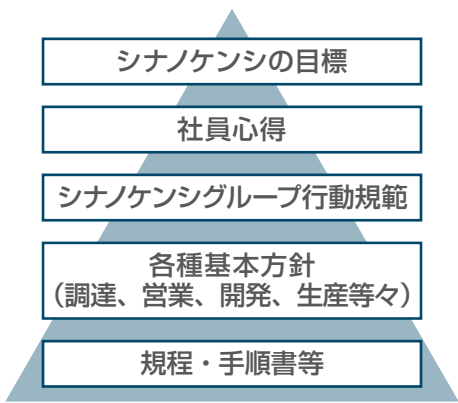 シナノケンシの目標
社員心得
シナノケンシグループ行動規範
各種基本方針
（調達、営業、開発、生産等々）
規程・手順書等